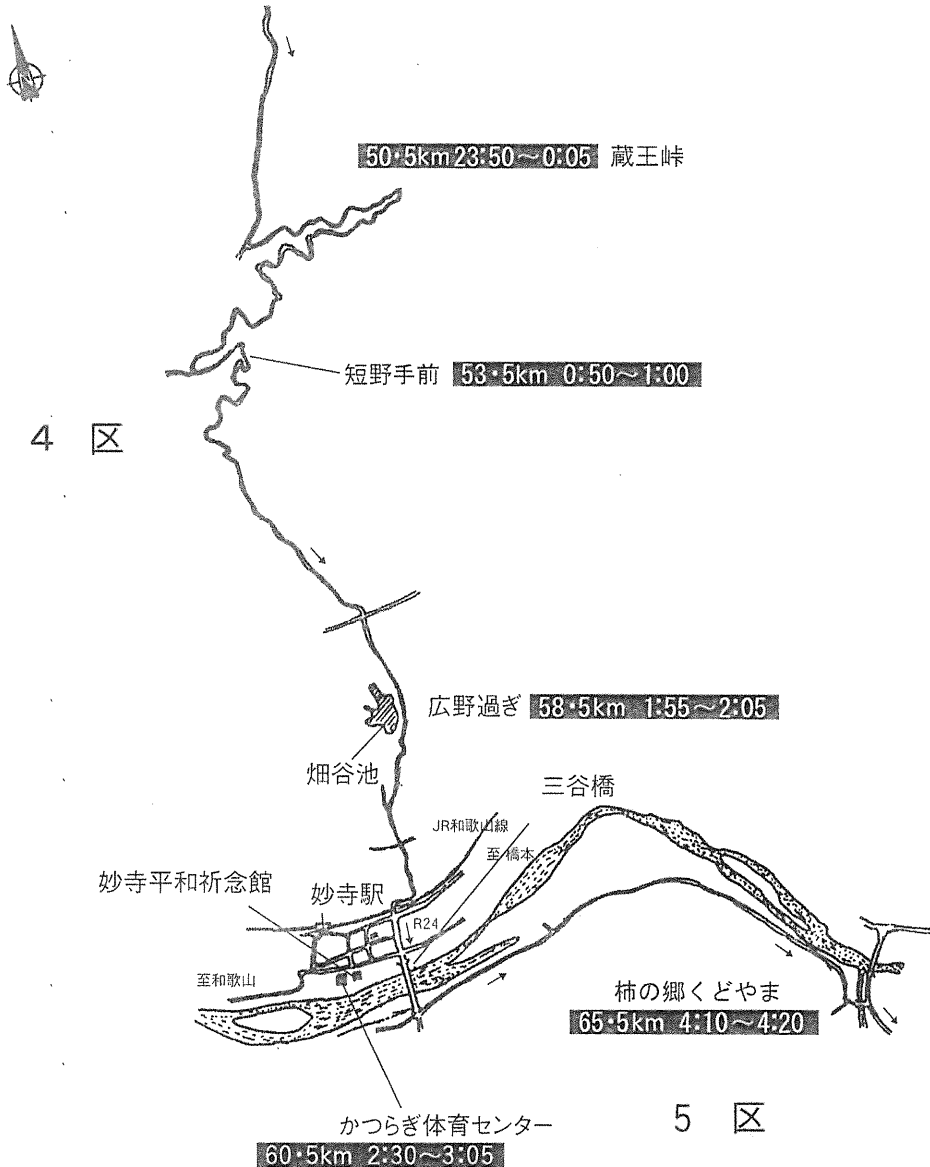 50・5km 23:50～0:05 蔵王峠
短野手前 53・5km 0:50～1:00
4 区
広野過ぎ 58・5km 1:55～2:05
畑谷池
三谷橋
JR和歌山線
至橋本
妙寺平和祈念館
妙寺駅
R24
至和歌山
柿の郷くどやま
65・5km 4:10～4:20
かつらぎ体育センター
60・5km 2:30～3:05
5 区